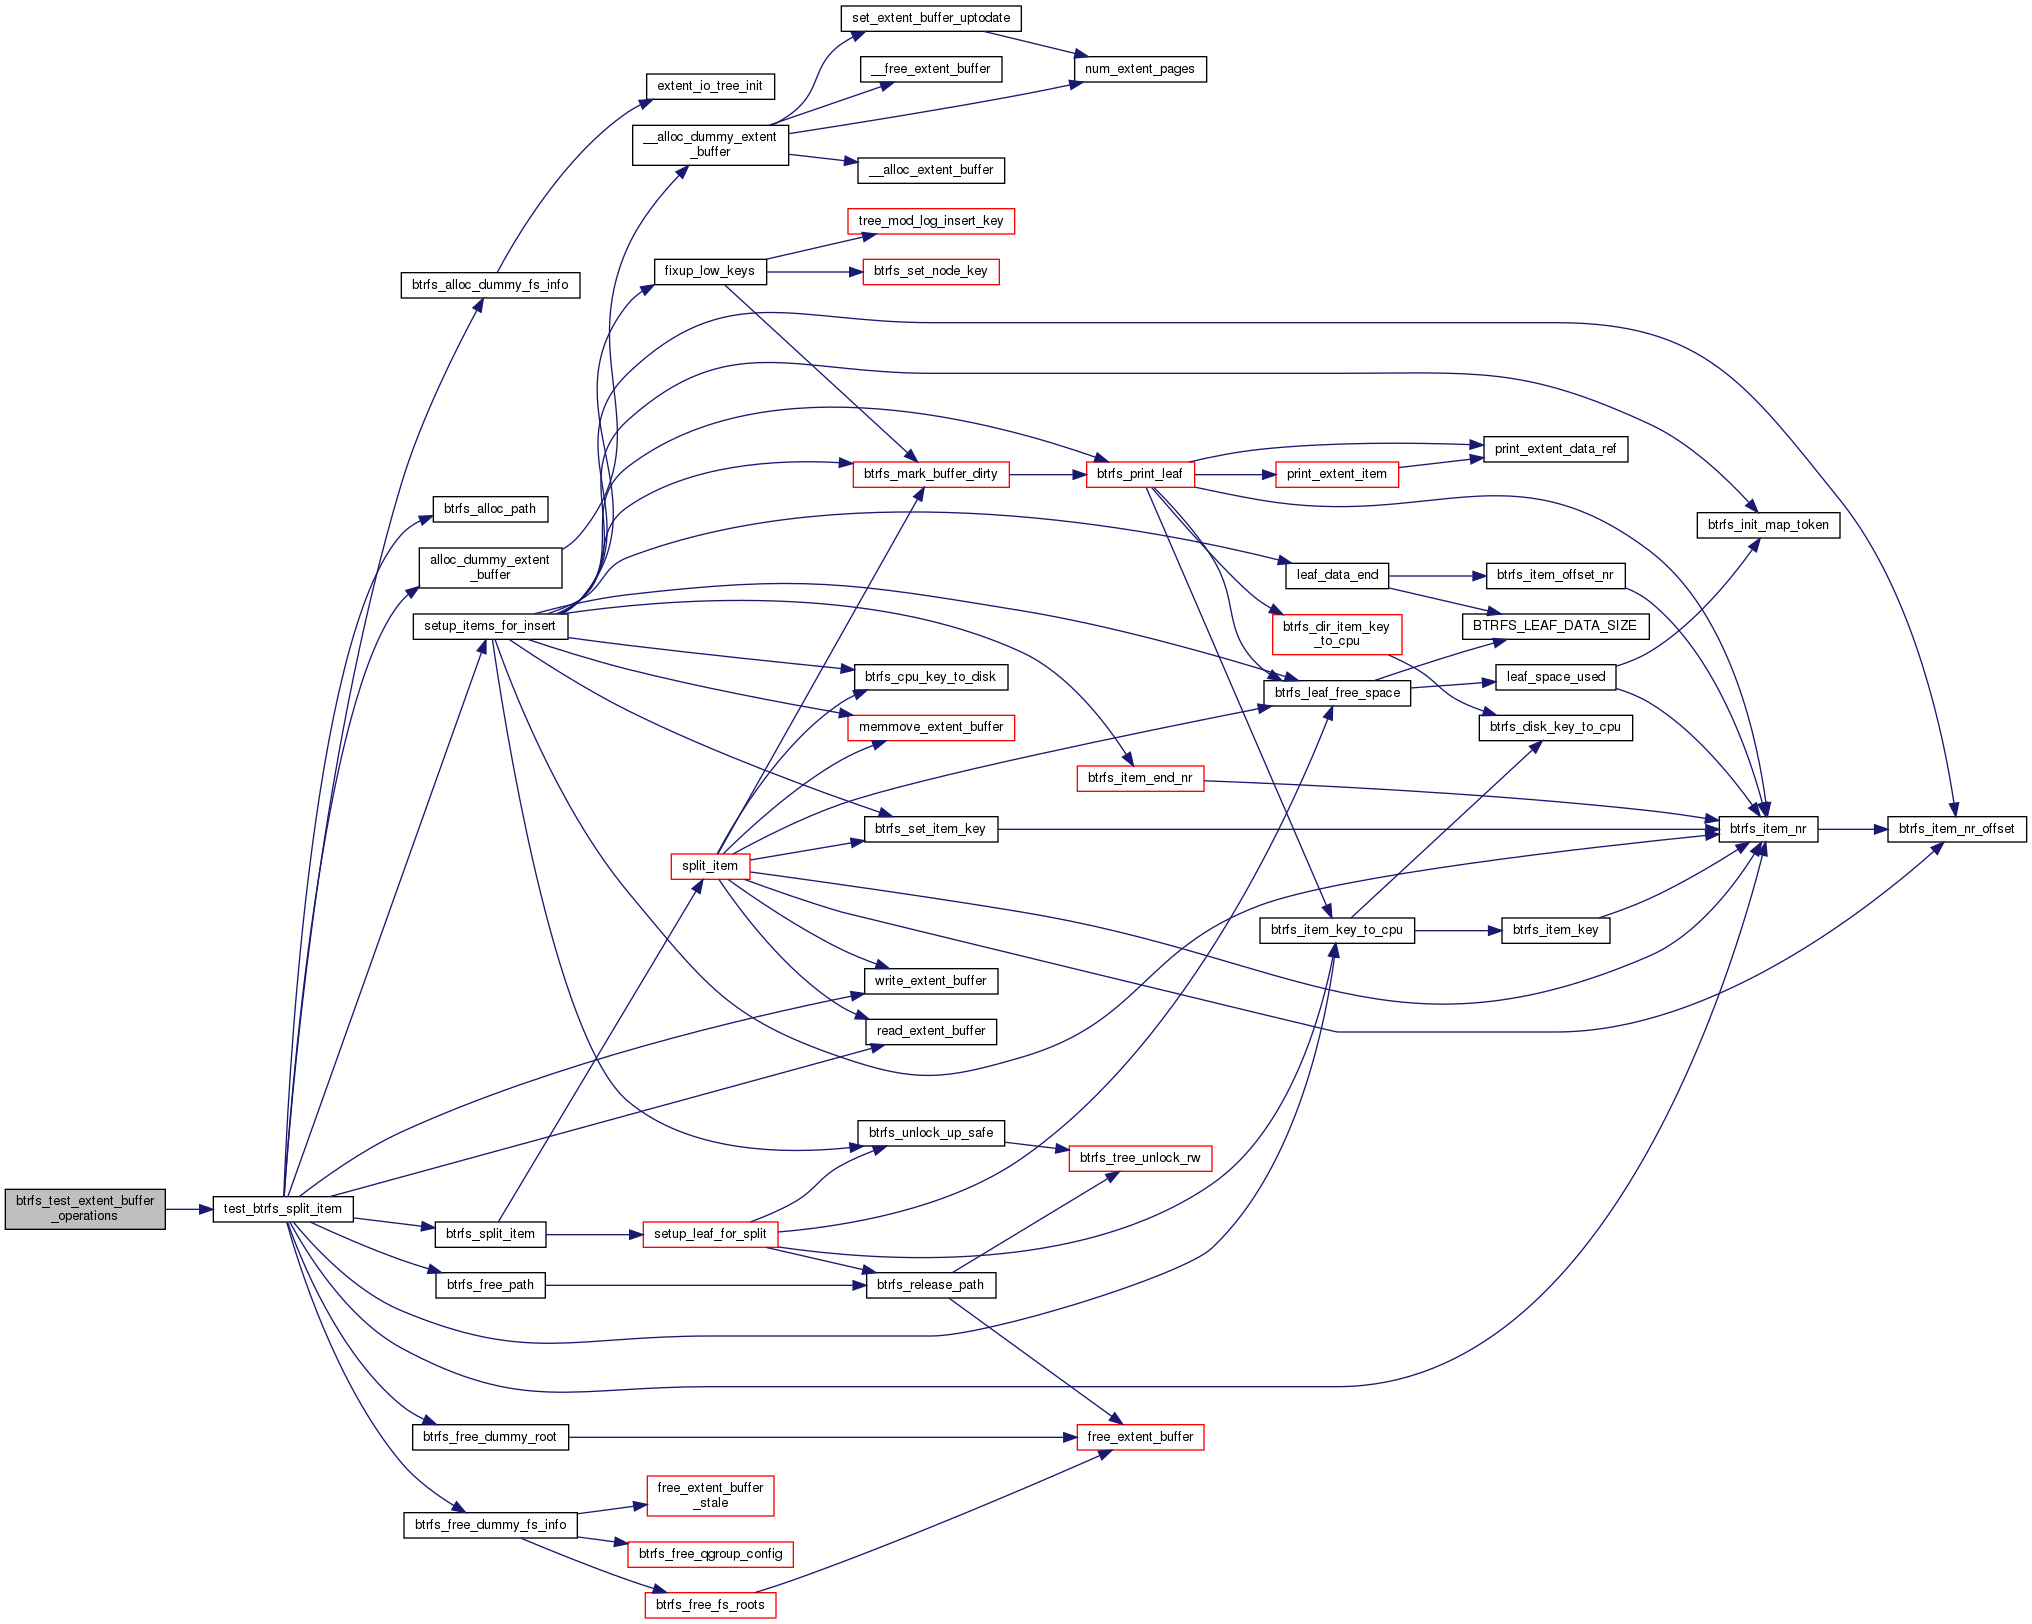 set_extent_buffer_uptodate
__free_extent_buffer
num_extent_pages
extent_io_tree_init
__alloc_dummy_extent
_buffer
__alloc_extent_buffer
tree_mod_log_insert_key
fixup_low_keys
btrfs_set_node_key
btrfs_alloc_dummy_fs_info
print_extent_data_ref
btrfs_mark_buffer_dirty
btrfs_print_leaf
print_extent_item
btrfs_alloc_path
btrfs_init_map_token
alloc_dummy_extent
_buffer
leaf_data_end
btrfs_item_offset_nr
setup_items_for_insert
BTRFS_LEAF_DATA_SIZE
btrfs_dir_item_key
_to_cpu
btrfs_cpu_key_to_disk
leaf_space_used
btrfs_leaf_free_space
memmove_extent_buffer
btrfs_disk_key_to_cpu
btrfs_item_end_nr
btrfs_set_item_key
btrfs_item_nr
btrfs_item_nr_offset
split_item
btrfs_item_key_to_cpu
btrfs_item_key
write_extent_buffer
read_extent_buffer
btrfs_unlock_up_safe
btrfs_tree_unlock_rw
btrfs_test_extent_buffer
_operations
test_btrfs_split_item
btrfs_split_item
setup_leaf_for_split
btrfs_free_path
btrfs_release_path
btrfs_free_dummy_root
free_extent_buffer
free_extent_buffer
_stale
btrfs_free_dummy_fs_info
btrfs_free_qgroup_config
btrfs_free_fs_roots